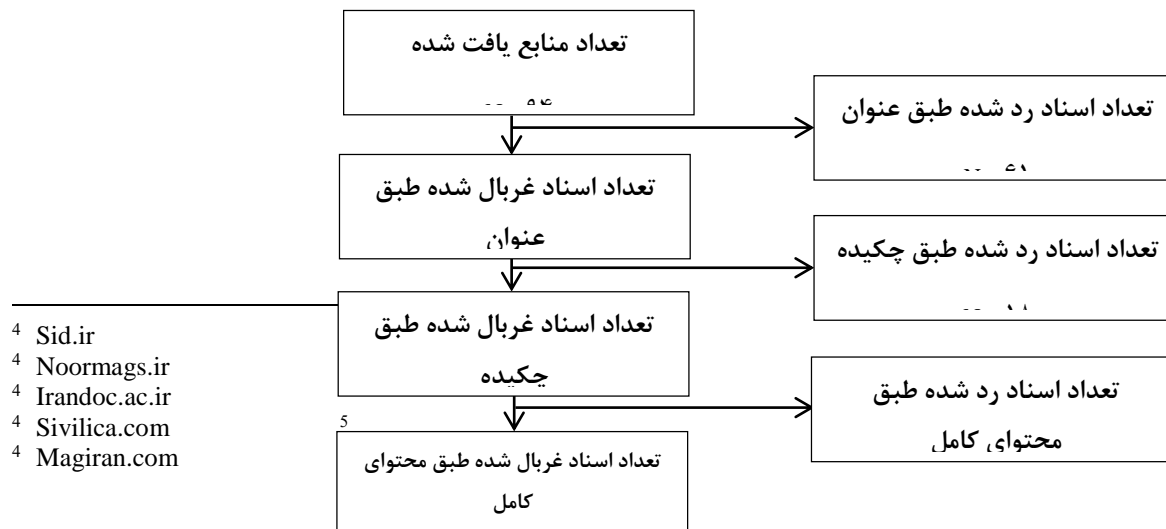 تعداد منابع یافت شده
تعداد اسناد رد شده طبق عنوان
تعداد اسناد غربال شده طبق
عنوان
تعداد اسناد رد شده طبق چکیده
تعداد اسناد غربال شده طبق
چکیده
تعداد اسناد رد شده طبق
محتوای کامل
5
تعداد اسناد غربال شده طبق محتوای
کامل
4 Sid.ir
4 Noormags.ir
4 Irandoc.ac.ir
4 Sivilica.com
4 Magiran.com